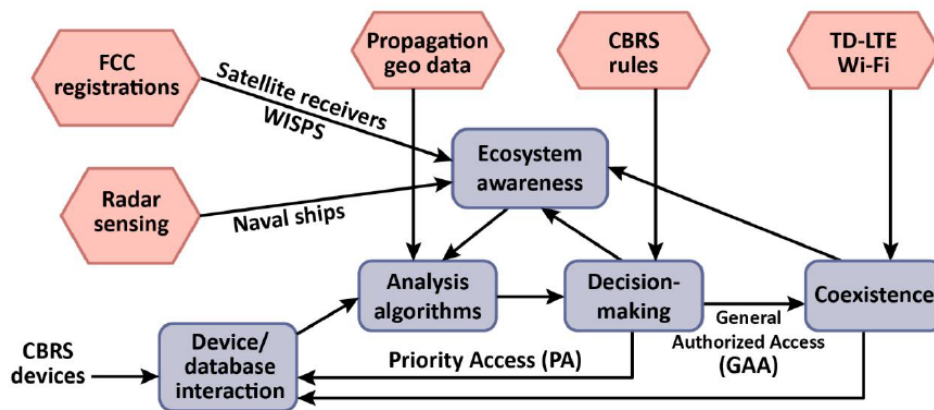 FCC
registrations
Propagation
geo data
CBRS
rules
TD-LTE
Wi-Fi
Satellite receivers
WISPS
Ecosystem
awareness
Radar
sensing
Naval ships
Analysis
algorithms
Decision-
making
Coexistence
General
Authorized Access
(GAA)
CBRS
devices
Device/
database
interaction
Priority Access (PA)